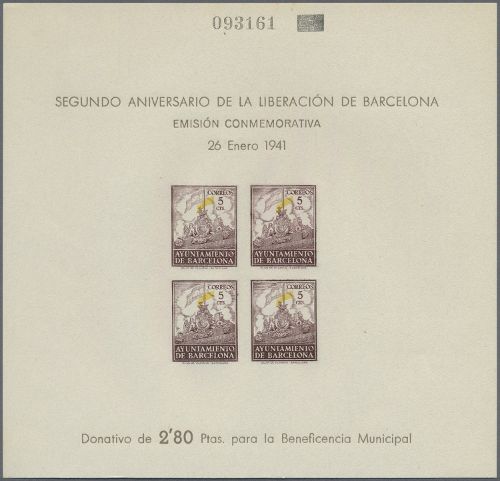 093161
SEGUNDO ANIVERSARIO DE LA LIBERACIÓN DE BARCELONA
EMISIÓN CONMEMORATIVA
26 Enero 1941
CORREOS
5
CTS.
AYUNTAMIENTO
DE BARCELONA
CORREOS
5
CTS.
AYUNTAMIENTO
DE BARCELONA
CORREOS
5
CTS.
AYUNTAMIENTO
DE BARCELONA
CORREOS
5
CTS.
AYUNTAMIENTO
DE BARCELONA
Donativo de 2'80 Ptas. para la Beneficencia Municipal